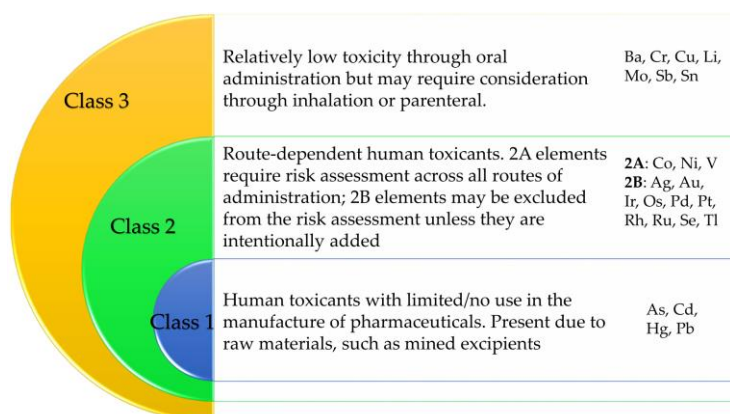 Class 3
Relatively low toxicity through oral
administration but may require consideration
through inhalation or parenteral.
Ba, Cr, Cu, Li,
Mo, Sb, Sn
Class 2
Route-dependent human toxicants. 2A elements
require risk assessment across all routes of
administration; 2B elements may be excluded
from the risk assessment unless they are
intentionally added
2A: Co, Ni, V
2B: Ag, Au,
Ir, Os, Pd, Pt,
Rh, Ru, Se, Tl
Class 1
Human toxicants with limited/no use in the
manufacture of pharmaceuticals. Present due to
raw materials, such as mined excipients
As, Cd,
Hg, Pb